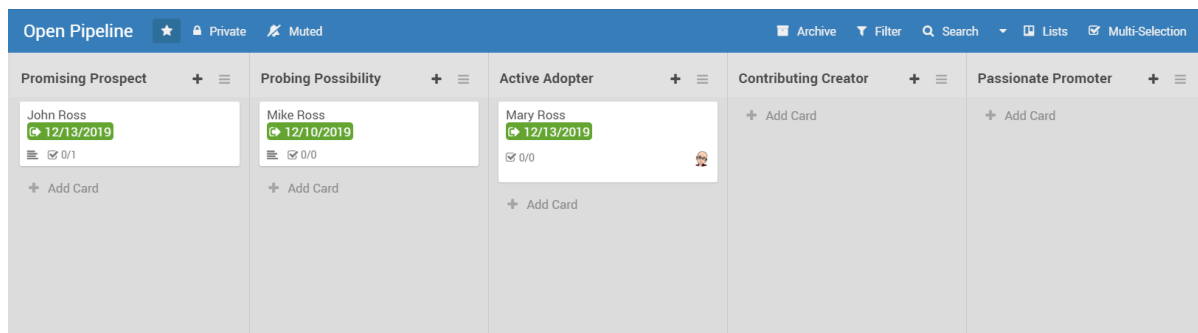 Open Pipeline
Private
Muted
Archive
Filter
Search
Lists
Multi-Selection
Promising Prospect
John Ross
12/13/2019
0/1
Add Card
Probing Possibility
Mike Ross
12/10/2019
0/0
Add Card
Active Adopter
Mary Ross
12/13/2019
0/0
Add Card
Contributing Creator
Add Card
Passionate Promoter
Add Card